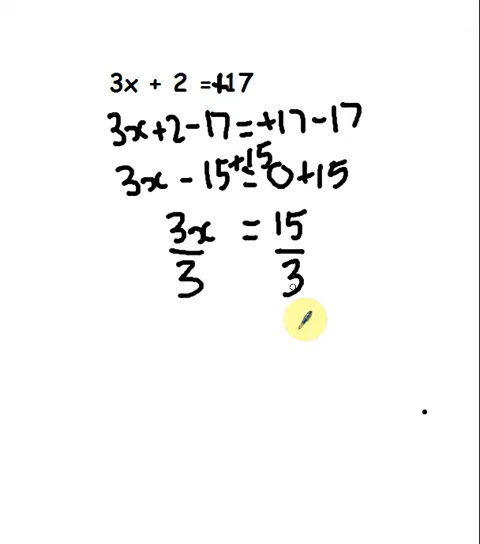 3x + 2 = +17
3x+2-17=+17-17
3x - 15+15 = 0+15
3x = 15
3 3